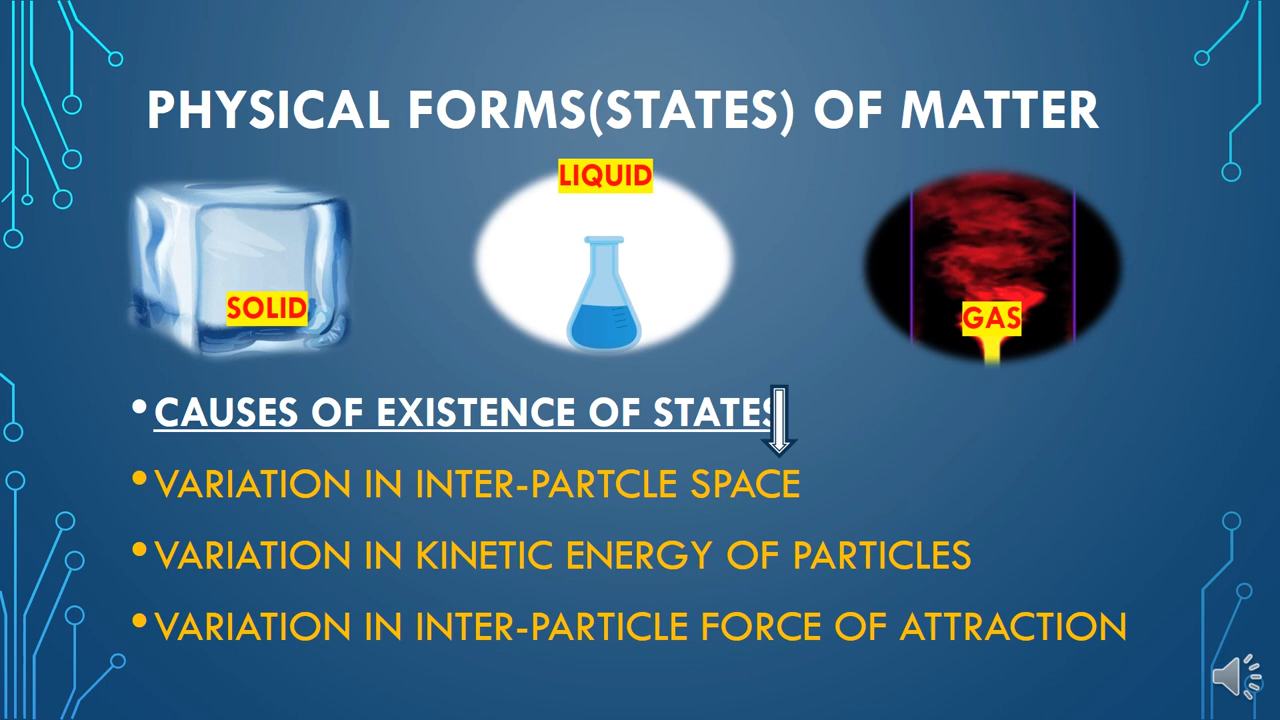 PHYSICAL FORMS(STATES) OF MATTER
LIQUID
SOLID
GAS
•CAUSES OF EXISTENCE OF STATES
•VARIATION IN INTER-PARTCLE SPACE
•VARIATION IN KINETIC ENERGY OF PARTICLES
•VARIATION IN INTER-PARTICLE FORCE OF ATTRACTION